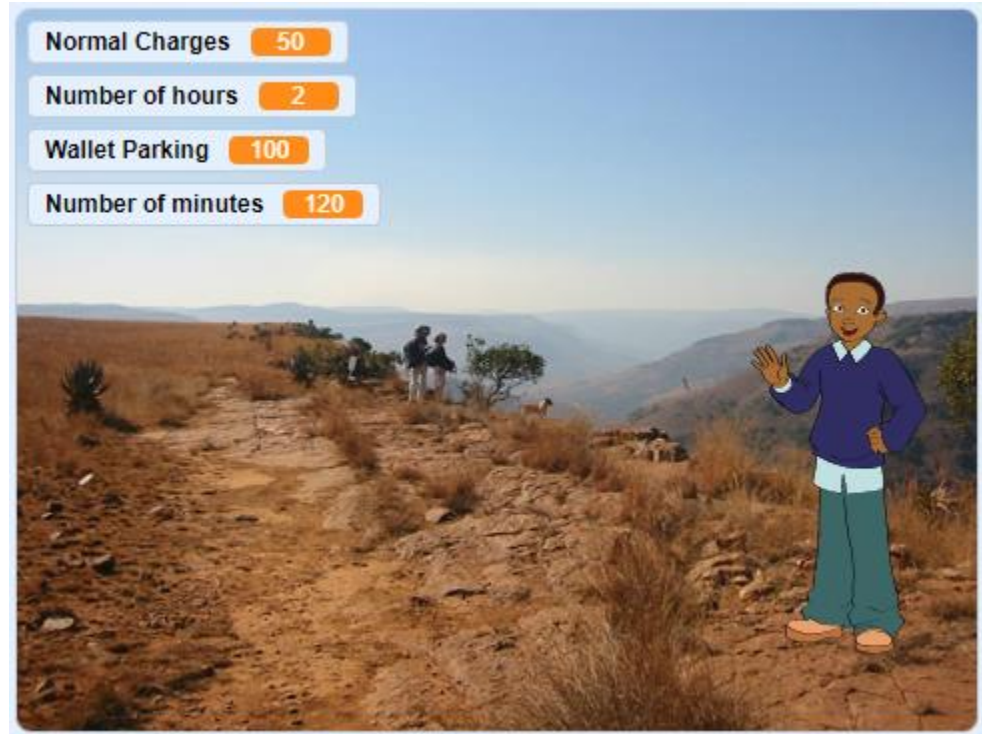 Normal Charges 50
Number of hours 2
Wallet Parking 100
Number of minutes 120